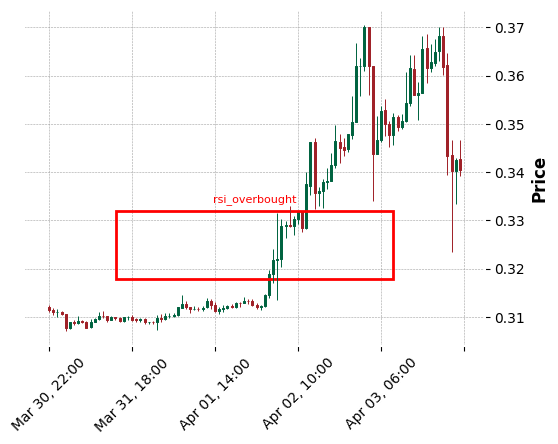 0.37
0.36
0.35
0.34
0.33
0.32
0.31
Price
rsi_overbought
Mar 30, 22:00
Mar 31, 18:00
Apr 01, 14:00
Apr 02, 10:00
Apr 03, 06:00